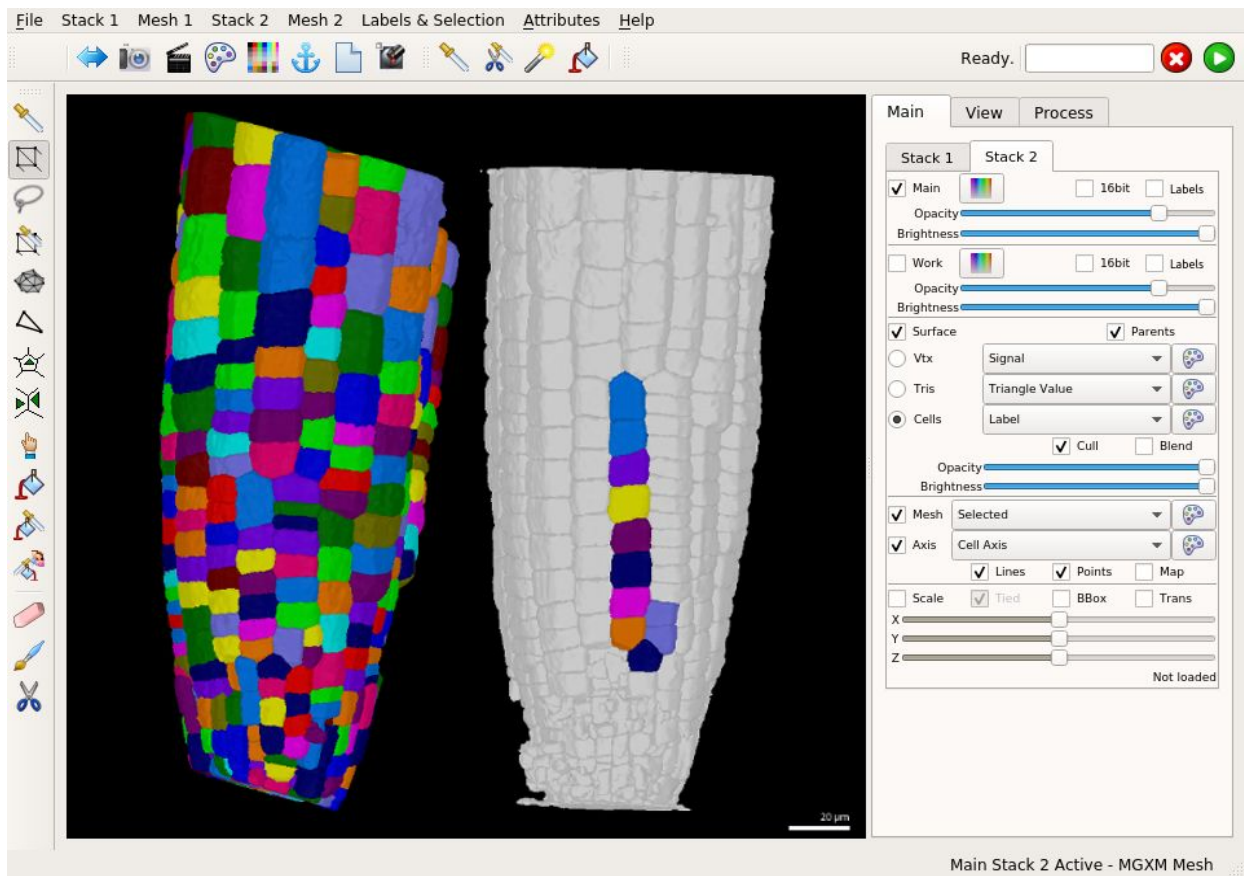 File Stack 1 Mesh 1 Stack 2 Mesh 2 Labels & Selection Attributes Help
Ready.
Main View Process
Stack 1 Stack 2
Main 16bit Labels
Opacity
Brightness
Work 16bit Labels
Opacity
Brightness
Surface Parents
Vtx Signal
Tris Triangle Value
Cells Label
Cull Blend
Opacity
Brightness
Mesh Selected
Axis Cell Axis
Lines Points Map
Scale Tied BBox Trans
X
Y
Z
Not loaded
20 µm
Main Stack 2 Active - MGXM Mesh